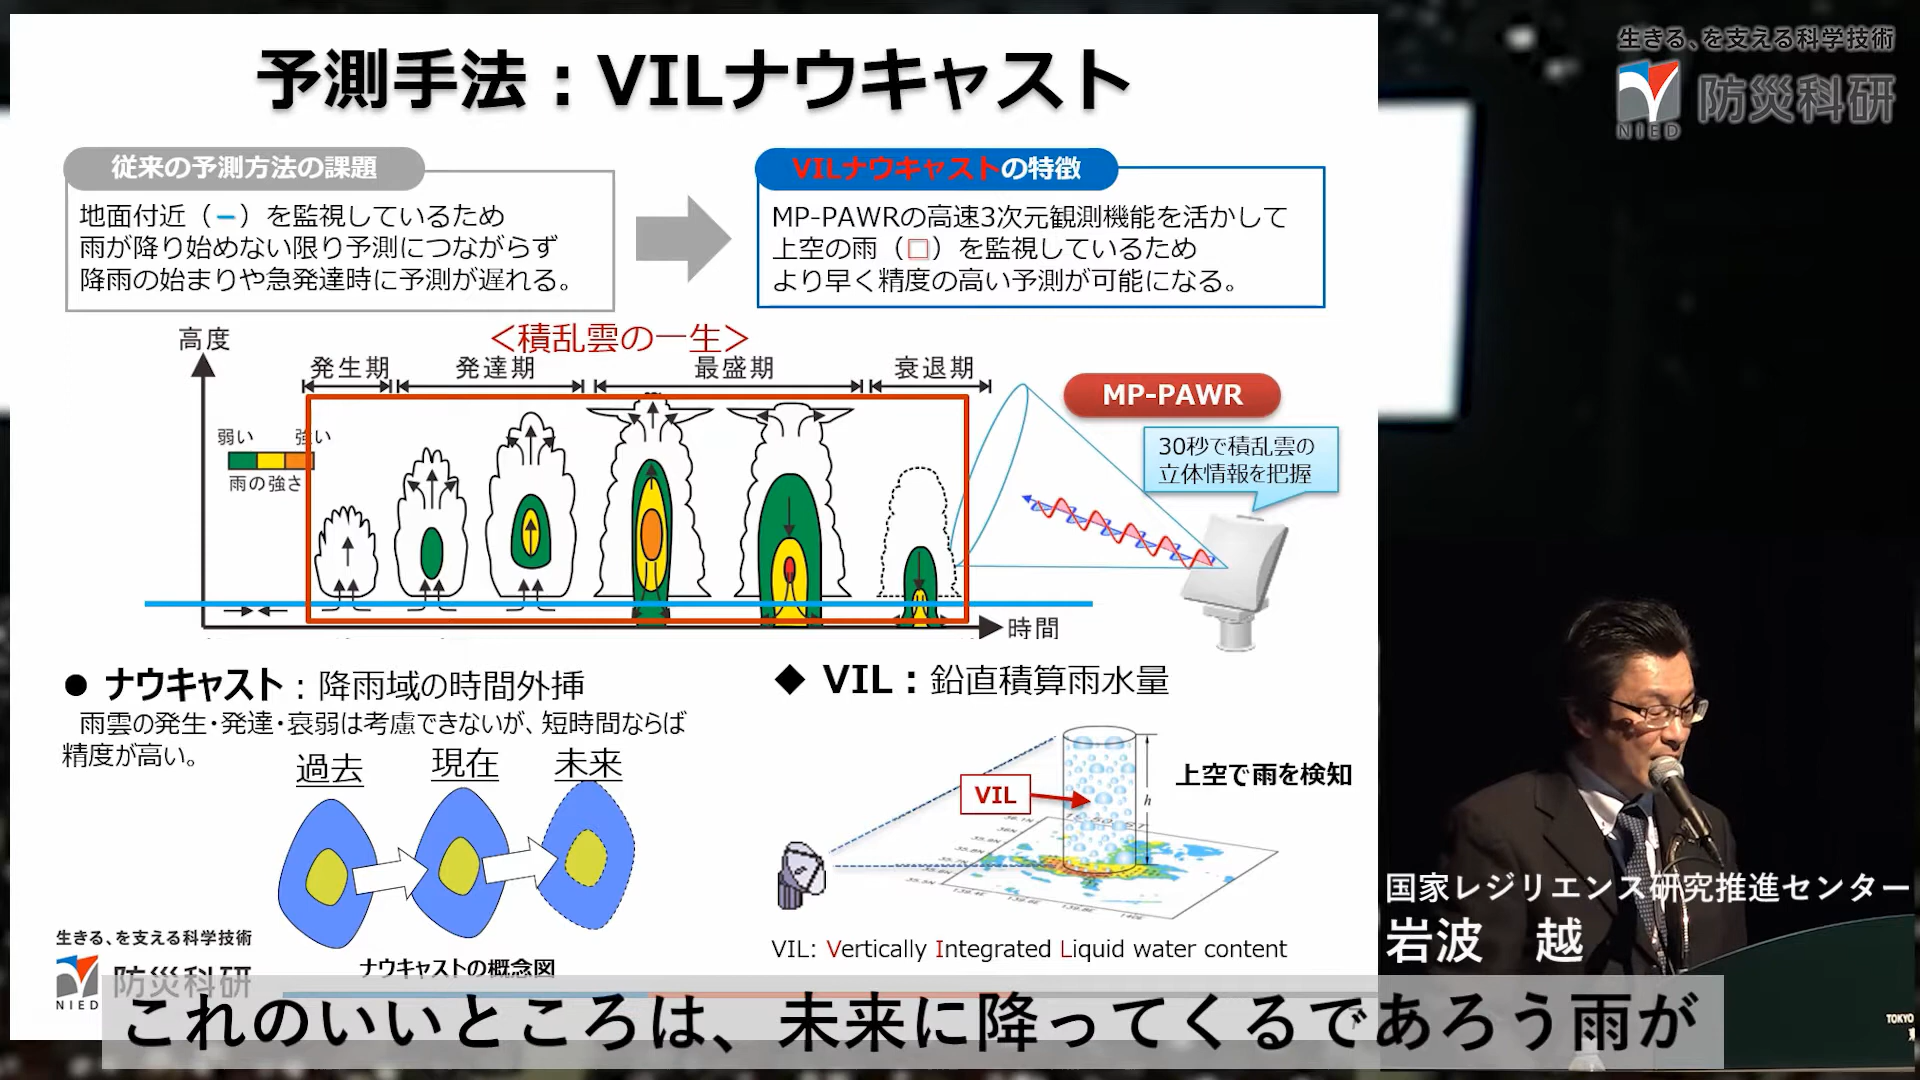 予測手法：VILナウキャスト
従来の予測方法の課題
地面付近（－）を監視しているため
雨が降り始めない限り予測につながらず
降雨の始まりや急発達時に予測が遅れる。
VILナウキャストの特徴
MP-PAWRの高速3次元観測機能を活かして
上空の雨（□）を監視しているため
より早く精度の高い予測が可能になる。
＜積乱雲の一生＞
高度
発生期
発達期
最盛期
衰退期
弱い
強い
雨の強さ
時間
MP-PAWR
30秒で積乱雲の
立体情報を把握
● ナウキャスト：降雨域の時間外挿
雨雲の発生・発達・衰弱は考慮できないが、短時間ならば
精度が高い。
過去
現在
未来
ナウキャストの概念図
◆ VIL：鉛直積算雨水量
VIL
h
上空で雨を検知
VIL: Vertically Integrated Liquid water content
生きる、を支える科学技術
防災科研
NIED
生きる、を支える科学技術
防災科研
NIED
国家レジリエンス研究推進センター
岩波　越
TOKYO
これのいいところは、未来に降ってくるであろう雨が